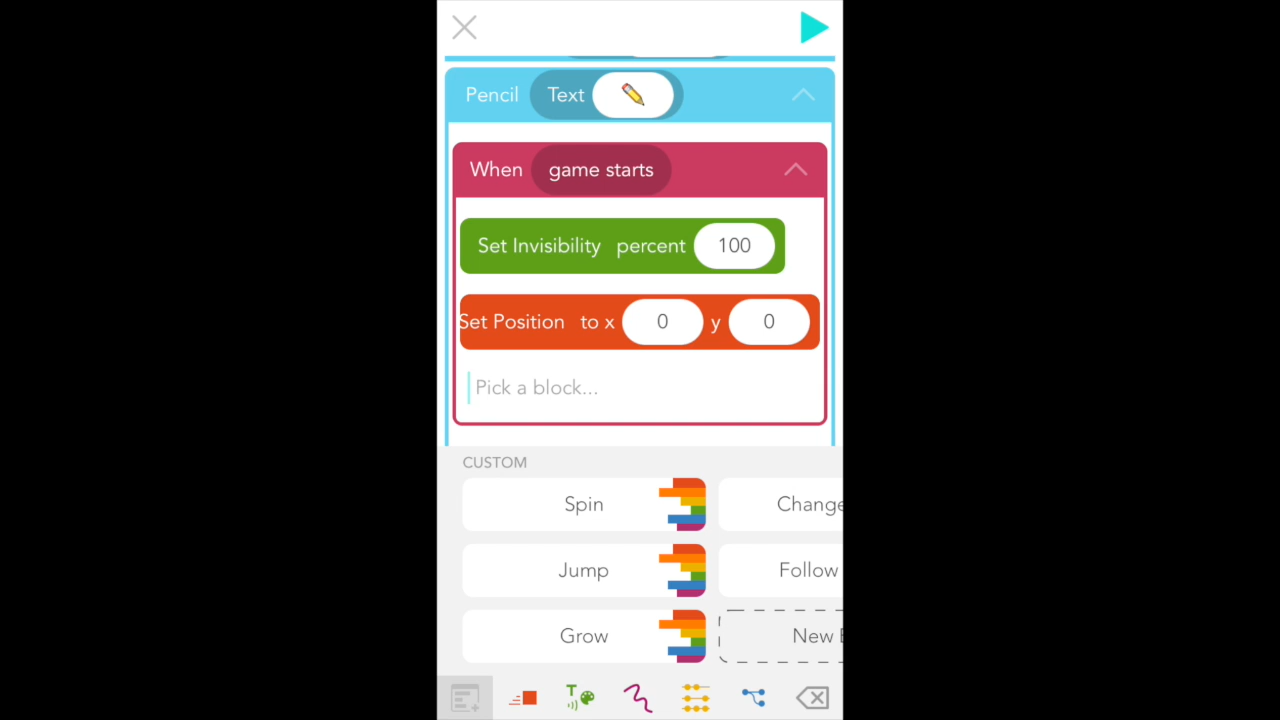 Pencil Text ✏️
When game starts
Set Invisibility percent 100
Set Position to x 0 y 0
Pick a block...
CUSTOM
Spin Change
Jump Follow
Grow New